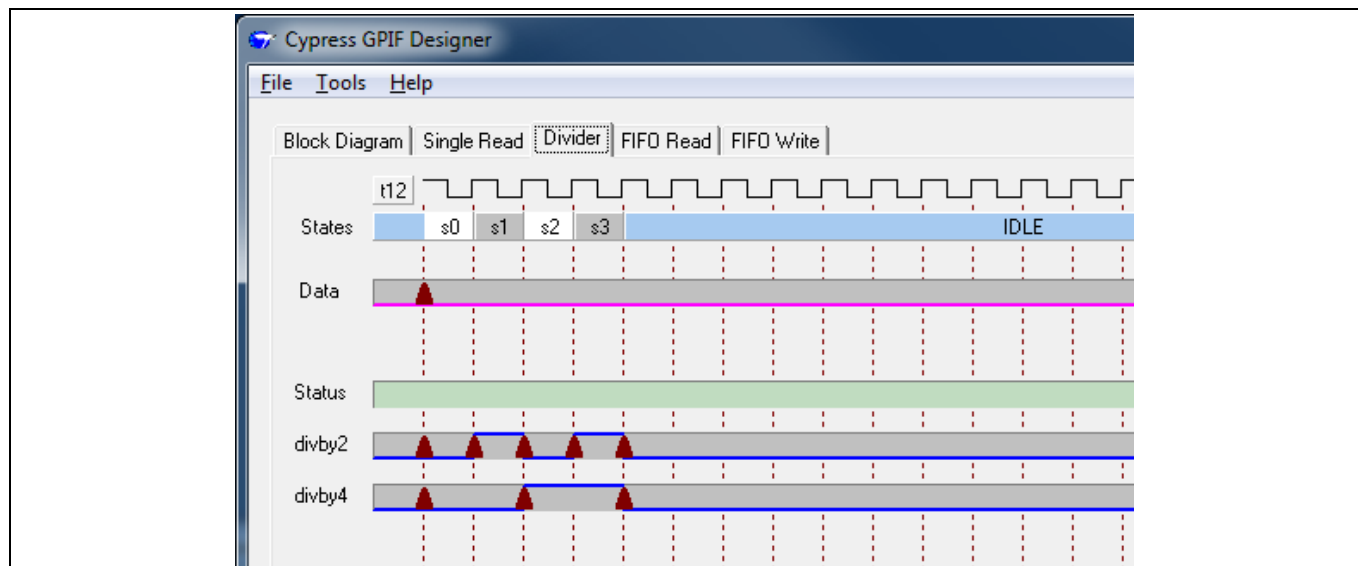 Cypress GPIF Designer
File Tools Help
Block Diagram Single Read Divider FIFO Read FIFO Write
t12
States s0 s1 s2 s3 IDLE
Data
Status
divby2
divby4